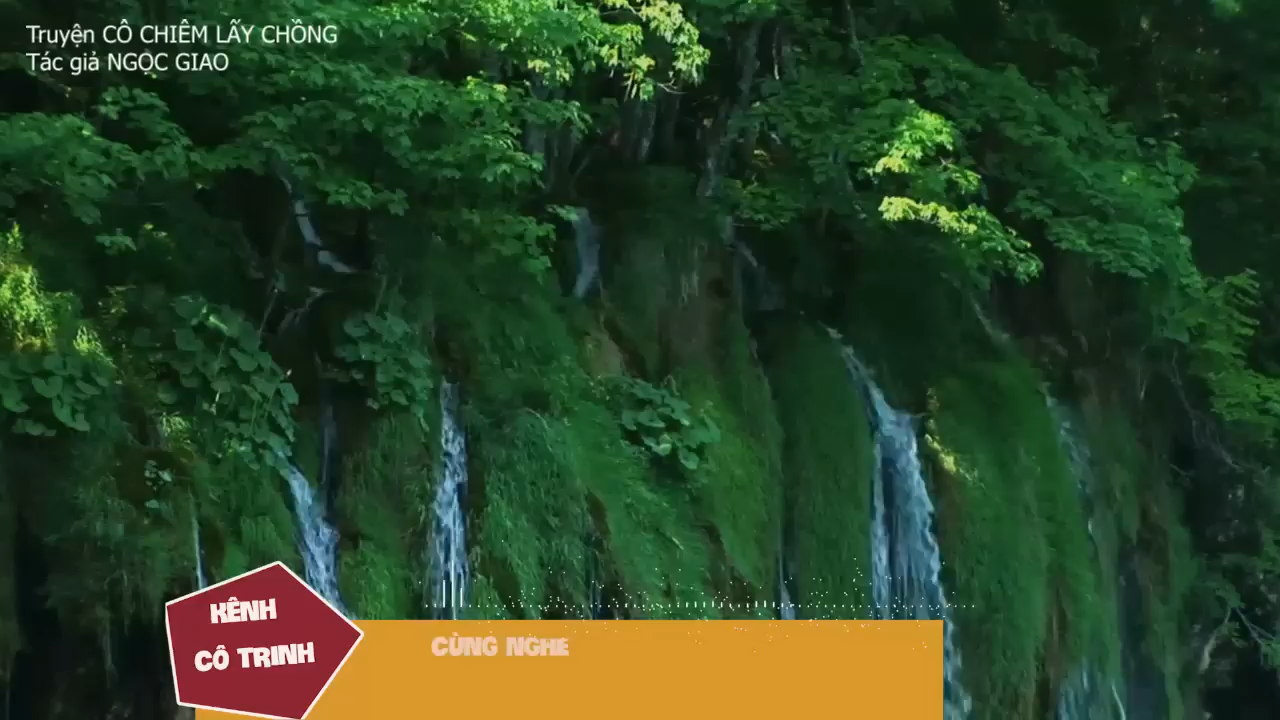 Truyện CÔ CHIÊM LẤY CHỒNG
Tác giả NGỌC GIAO
KÊNH
CÔ TRINH
CÙNG NGHE